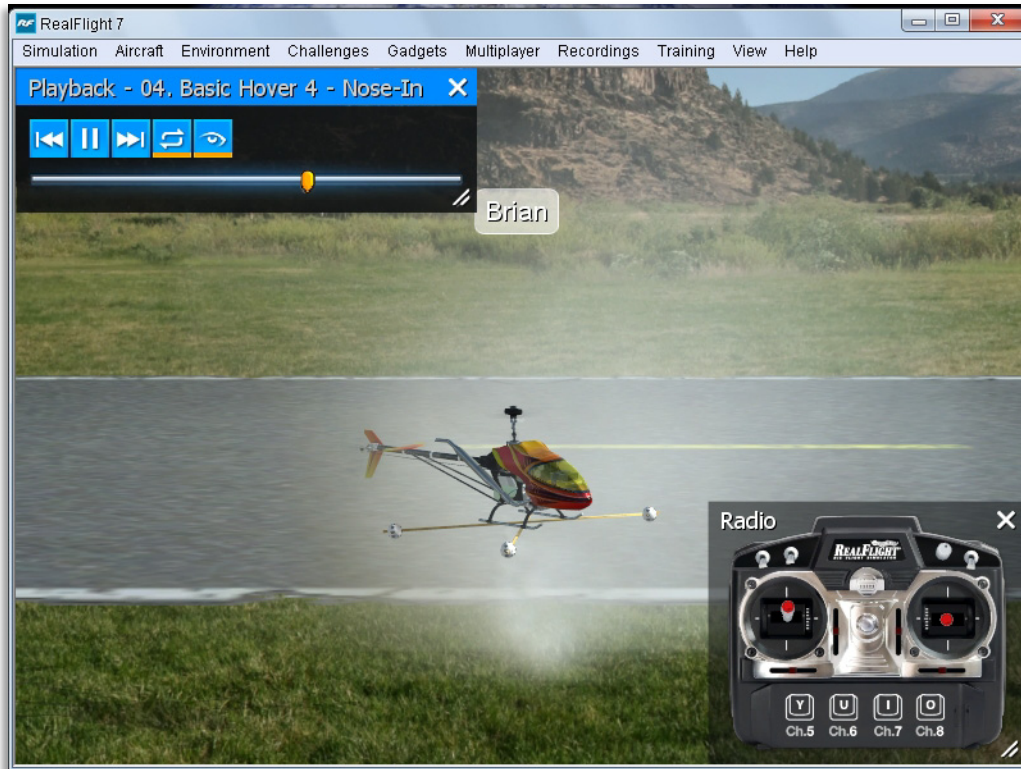 RF RealFlight 7
Simulation Aircraft Environment Challenges Gadgets Multiplayer Recordings Training View Help
Playback - 04. Basic Hover 4 - Nose-In
Brian
Radio
REALFLIGHT
Y U I O
Ch.5 Ch.6 Ch.7 Ch.8